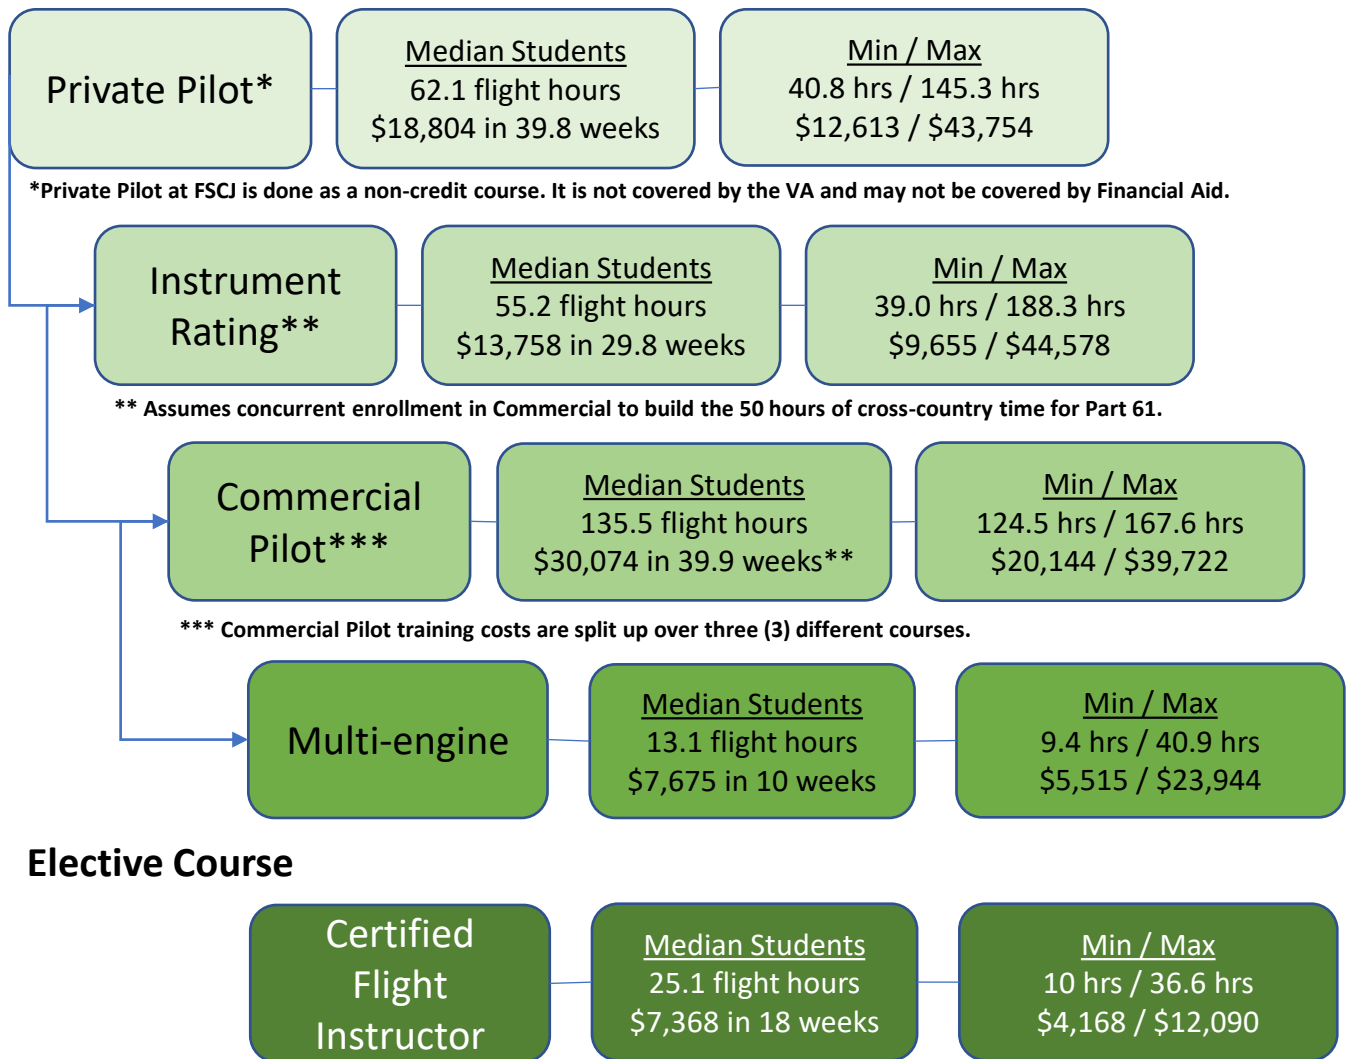 Private Pilot*
Median Students
62.1 flight hours
$18,804 in 39.8 weeks
Min / Max
40.8 hrs / 145.3 hrs
$12,613 / $43,754
*Private Pilot at FSCJ is done as a non-credit course. It is not covered by the VA and may not be covered by Financial Aid.
Instrument
Rating**
Median Students
55.2 flight hours
$13,758 in 29.8 weeks
Min / Max
39.0 hrs / 188.3 hrs
$9,655 / $44,578
** Assumes concurrent enrollment in Commercial to build the 50 hours of cross-country time for Part 61.
Commercial
Pilot***
Median Students
135.5 flight hours
$30,074 in 39.9 weeks**
Min / Max
124.5 hrs / 167.6 hrs
$20,144 / $39,722
*** Commercial Pilot training costs are split up over three (3) different courses.
Multi-engine
Median Students
13.1 flight hours
$7,675 in 10 weeks
Min / Max
9.4 hrs / 40.9 hrs
$5,515 / $23,944
Elective Course
Certified
Flight
Instructor
Median Students
25.1 flight hours
$7,368 in 18 weeks
Min / Max
10 hrs / 36.6 hrs
$4,168 / $12,090